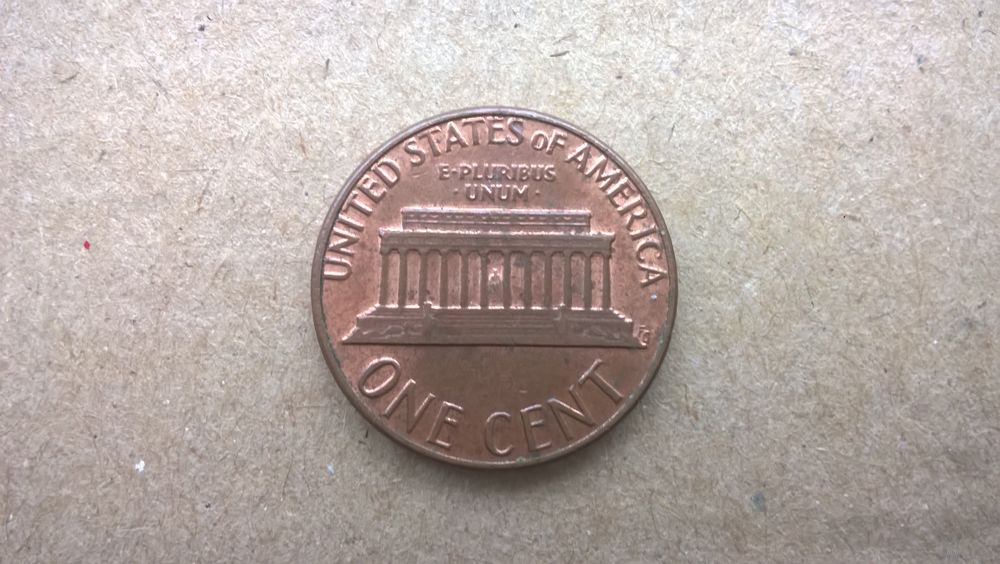 UNITED STATES OF AMERICA
E·PLURIBUS
·UNUM·
FG
ONE CENT